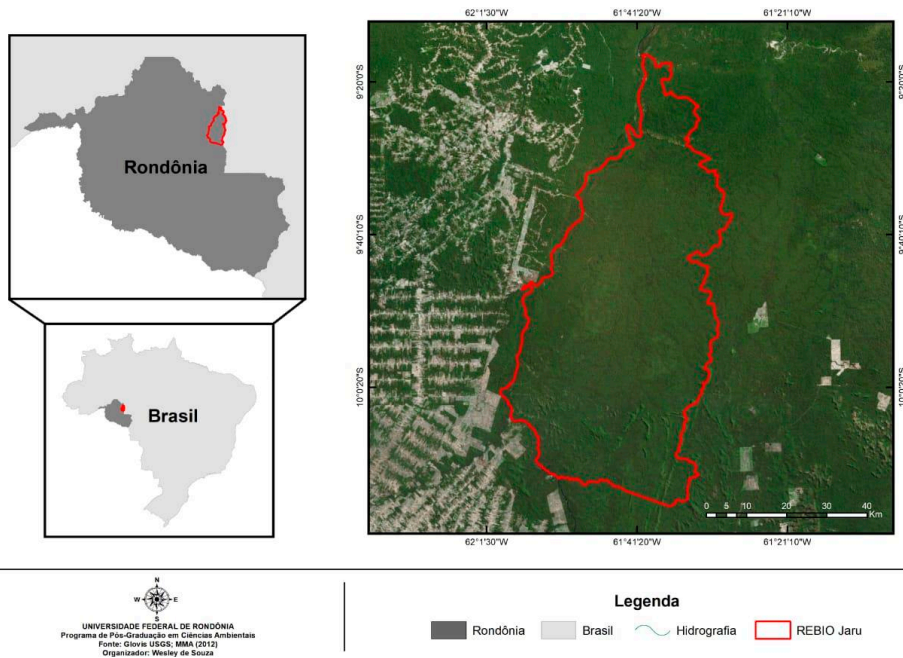 62°1'30"W 61°41'20"W 61°21'10"W
9°20'0"S 9°20'0"S
Rondônia
9°40'10"S 9°40'10"S
10°0'20"S 10°0'20"S
Brasil
0 5 10 20 30 40
Km
62°1'30"W 61°41'20"W 61°21'10"W
N
W E
S
UNIVERSIDADE FEDERAL DE RONDÔNIA
Programa de Pós-Graduação em Ciências Ambientais
Fonte: Glovis USGS; MMA (2012)
Organizador: Wesley de Souza
Legenda
Rondônia Brasil Hidrografia REBIO Jaru